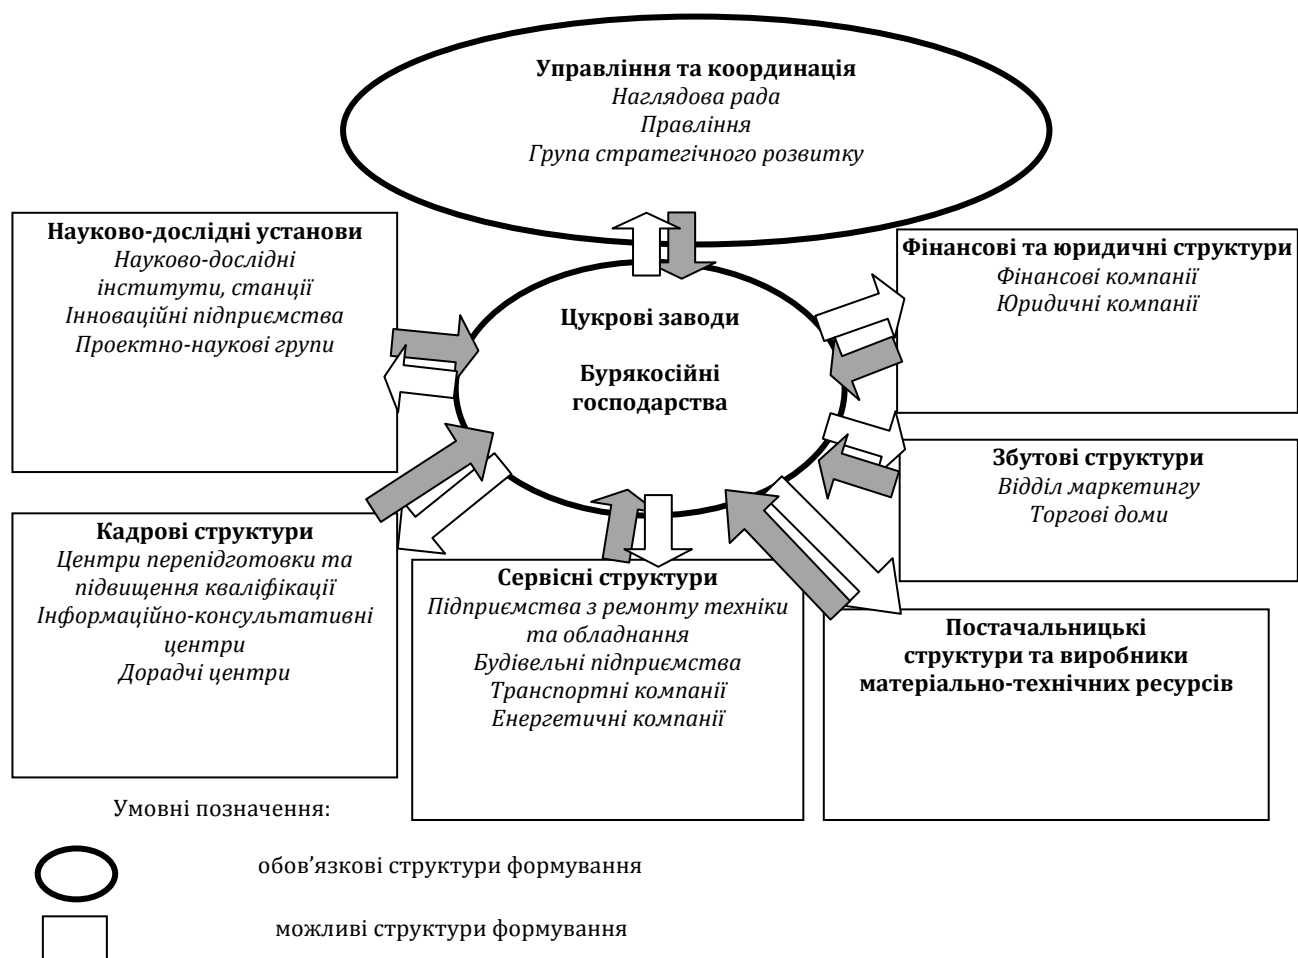 Управління та координація
Наглядова рада
Правління
Група стратегічного розвитку
Науково-дослідні установи
Науково-дослідні
інститути, станції
Інноваційні підприємства
Проектно-наукові групи
Цукрові заводи
Бурякосійні
господарства
Фінансові та юридичні структури
Фінансові компанії
Юридичні компанії
Збутові структури
Відділ маркетингу
Торгові доми
Кадрові структури
Центри перепідготовки та
підвищення кваліфікації
Інформаційно-консультативні
центри
Дорадчі центри
Сервісні структури
Підприємства з ремонту техніки
та обладнання
Будівельні підприємства
Транспортні компанії
Енергетичні компанії
Постачальницькі
структури та виробники
матеріально-технічних ресурсів
Умовні позначення:
обов’язкові структури формування
можливі структури формування